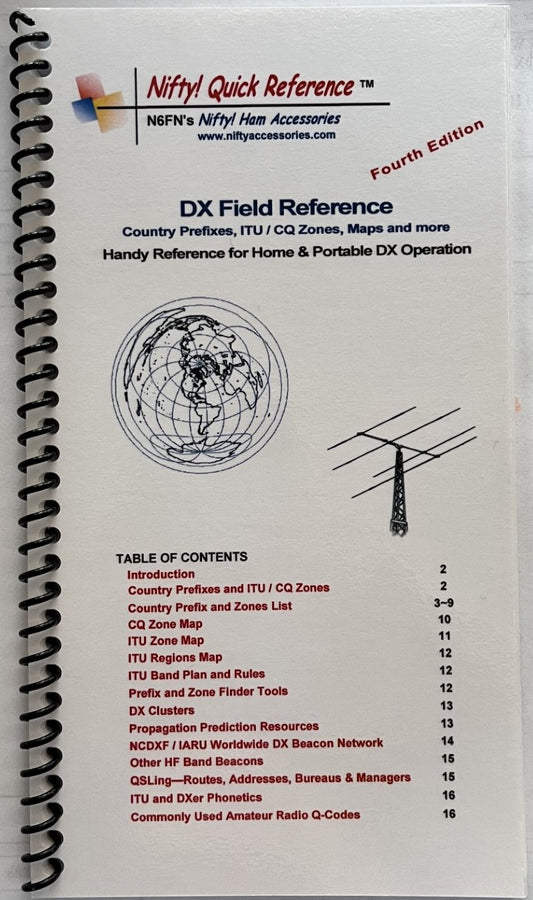 Nifty! Quick Reference ™
N6FN's Nifty! Ham Accessories
www.niftyaccessories.com
Fourth Edition
DX Field Reference
Country Prefixes, ITU / CQ Zones, Maps and more
Handy Reference for Home & Portable DX Operation
TABLE OF CONTENTS
Introduction 2
Country Prefixes and ITU / CQ Zones 2
Country Prefix and Zones List 3~9
CQ Zone Map 10
ITU Zone Map 11
ITU Regions Map 12
ITU Band Plan and Rules 12
Prefix and Zone Finder Tools 12
DX Clusters 13
Propagation Prediction Resources 13
NCDXF / IARU Worldwide DX Beacon Network 14
Other HF Band Beacons 15
QSLing—Routes, Addresses, Bureaus & Managers 15
ITU and DXer Phonetics 16
Commonly Used Amateur Radio Q-Codes 16